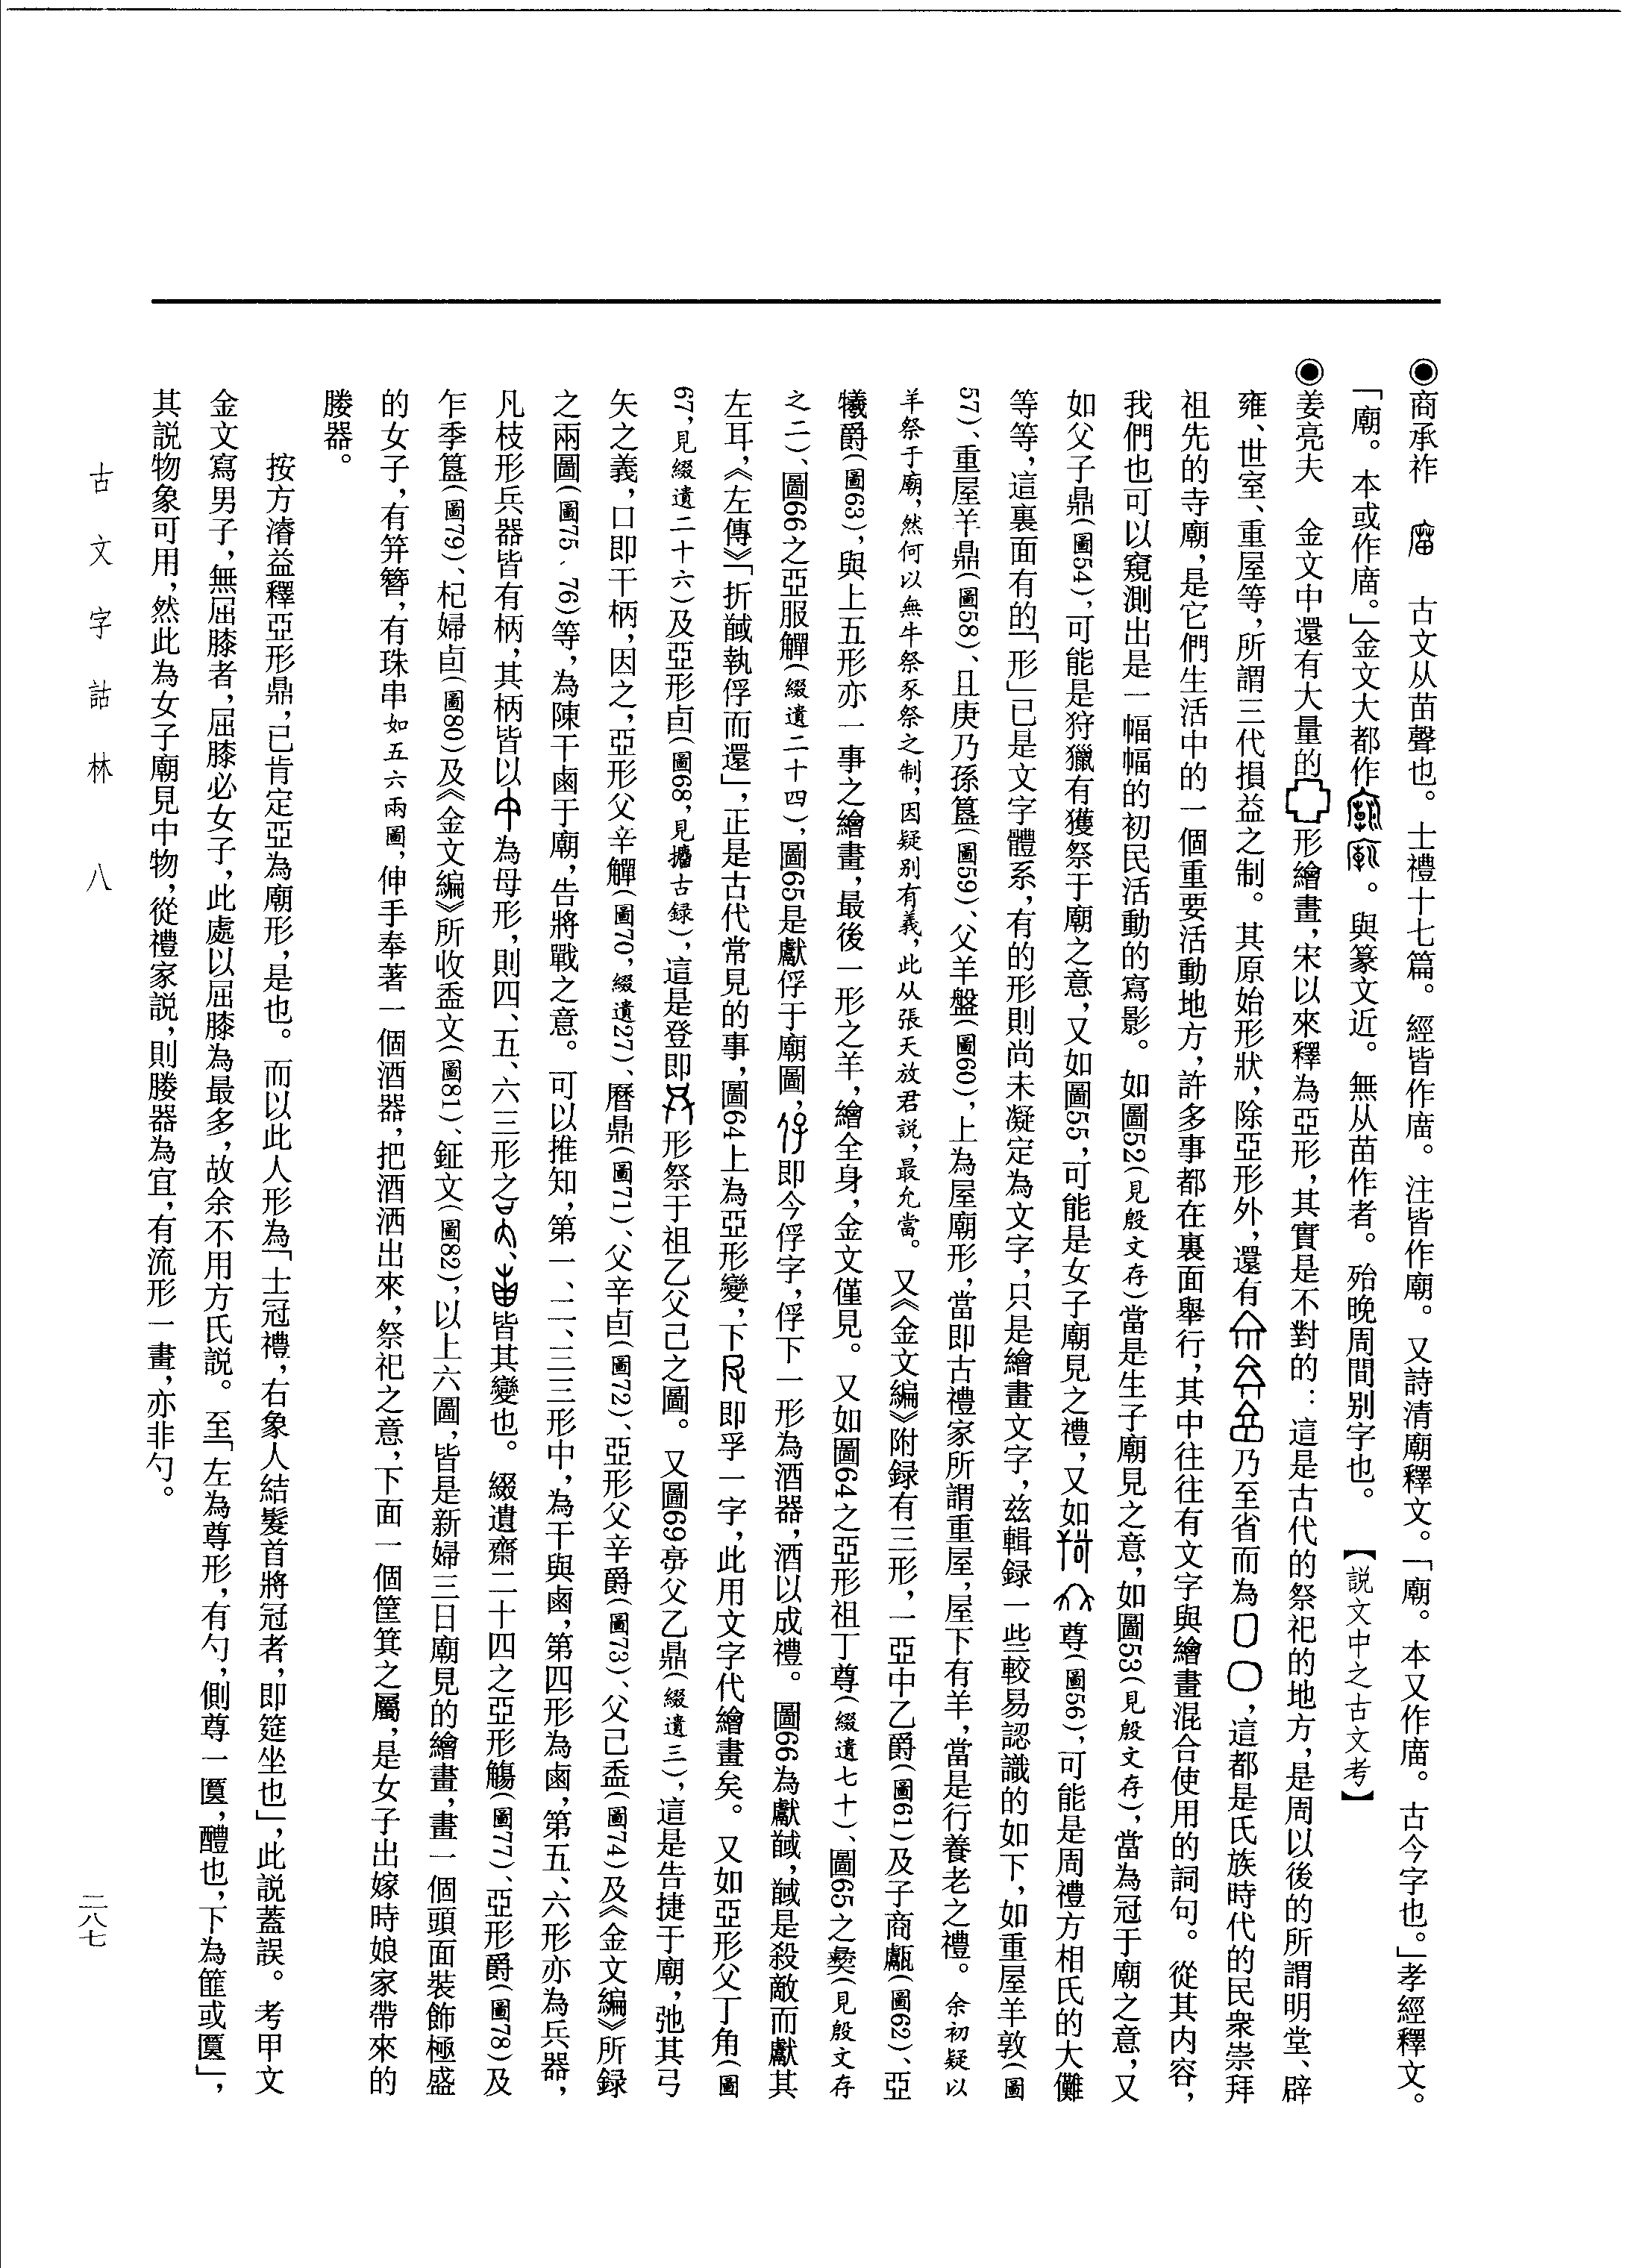 ◉商承祚　古文从苗聲也。士禮十七篇。經皆作庿。注皆作廟。又詩清廟釋文。「廟。本又作庿。古今字也。」孝經釋文。
「廟。本或作庿。」金文大都作。與篆文近。無从苗作者。殆晚周間别字也。【説文中之古文考】
◉姜亮夫　金文中還有大量的形繪畫，宋以來釋為亞形，其實是不對的：這是古代的祭祀的地方，是周以後的所謂明堂、辟
雍、世室、重屋等，所謂三代損益之制。其原始形狀，除亞形外，還有乃至省而為，這都是氏族時代的民衆崇拜
祖先的寺廟，是它們生活中的一個重要活動地方，許多事都在裏面舉行，其中往往有文字與繪畫混合使用的詞句。從其内容，
我們也可以窺測出是一幅幅的初民活動的寫影。如圖52（見殷文存）當是生子廟見之意，如圖53（見殷文存），當為冠于廟之意，又
如父子鼎（圖54），可能是狩獵有獲祭于廟之意，又如圖55，可能是女子廟見之禮，又如尊（圖56），可能是周禮方相氏的大儺
等等，這裏面有的「形」已是文字體系，有的形則尚未凝定為文字，只是繪畫文字，兹輯録一些較易認識的如下，如重屋羊敦（圖
57）、重屋羊鼎（圖58）、且庚乃孫簋（圖59）、父羊盤（圖60），上為屋廟形，當即古禮家所謂重屋，屋下有羊，當是行養老之禮。余初疑以
羊祭于廟，然何以無牛祭豕祭之制，因疑别有義，此从張天放君説，最允當。又《金文編》附録有三形，一亞中乙爵（圖61）及子商甗（圖62）、亞
犧爵（圖63），與上五形亦一事之繪畫，最後一形之羊，繪全身，金文僅見。又如圖64之亞形祖丁尊（綴遺七十）、圖65之彝（見殷文存
之二）、圖66之亞服觶（綴遺二十四），圖65是獻俘于廟圖，即今俘字，俘下一形為酒器，酒以成禮。圖66為獻馘，馘是殺敵而獻其
左耳，《左傳》「折馘執俘而還」，正是古代常見的事，圖64上為亞形變，下即孚一字，此用文字代繪畫矣。又如亞形父丁角（圖
67，見綴遺二十六）及亞形卣（圖68，見攈古録），這是登即形祭于祖乙父己之圖。又圖69亭父乙鼎（綴遺三），這是告捷于廟，弛其弓
矢之義，口即干柄，因之，亞形父辛觶（圖70，綴遺27）、曆鼎（圖71）、父辛卣（圖72）、亞形父辛爵（圖73）、父己盉（圖74）及《金文編》所録
之兩圖（圖75、76）等，為陳干鹵于廟，告將戰之意。可以推知，第一、二、三三形中，為干與鹵，第四形為鹵，第五、六形亦為兵器，
凡枝形兵器皆有柄，其柄皆以為母形，則四、五、六三形之、皆其變也。綴遺齋二十四之亞形觴（圖77）、亞形爵（圖78）及
乍季簋（圖79）、杞婦卣（圖80）及《金文編》所收盉文（圖81）、鉦文（圖82），以上六圖，皆是新婦三日廟見的繪畫，畫一個頭面裝飾極盛
的女子，有笄簪，有珠串如五六兩圖，伸手奉著一個酒器，把酒洒出來，祭祀之意，下面一個筐箕之屬，是女子出嫁時娘家帶來的
媵器。
按方濬益釋亞形鼎，已肯定亞為廟形，是也。而以此人形為「士冠禮，右象人結髮首將冠者，即筵坐也」，此説蓋誤。考甲文
金文寫男子，無屈膝者，屈膝必女子，此處以屈膝為最多，故余不用方氏説。至「左為尊形，有勺，側尊一匴，醴也，下為篚或匴」，
其説物象可用，然此為女子廟見中物，從禮家説，則媵器為宜，有流形一畫，亦非勺。
古文字詁林　八
二八七